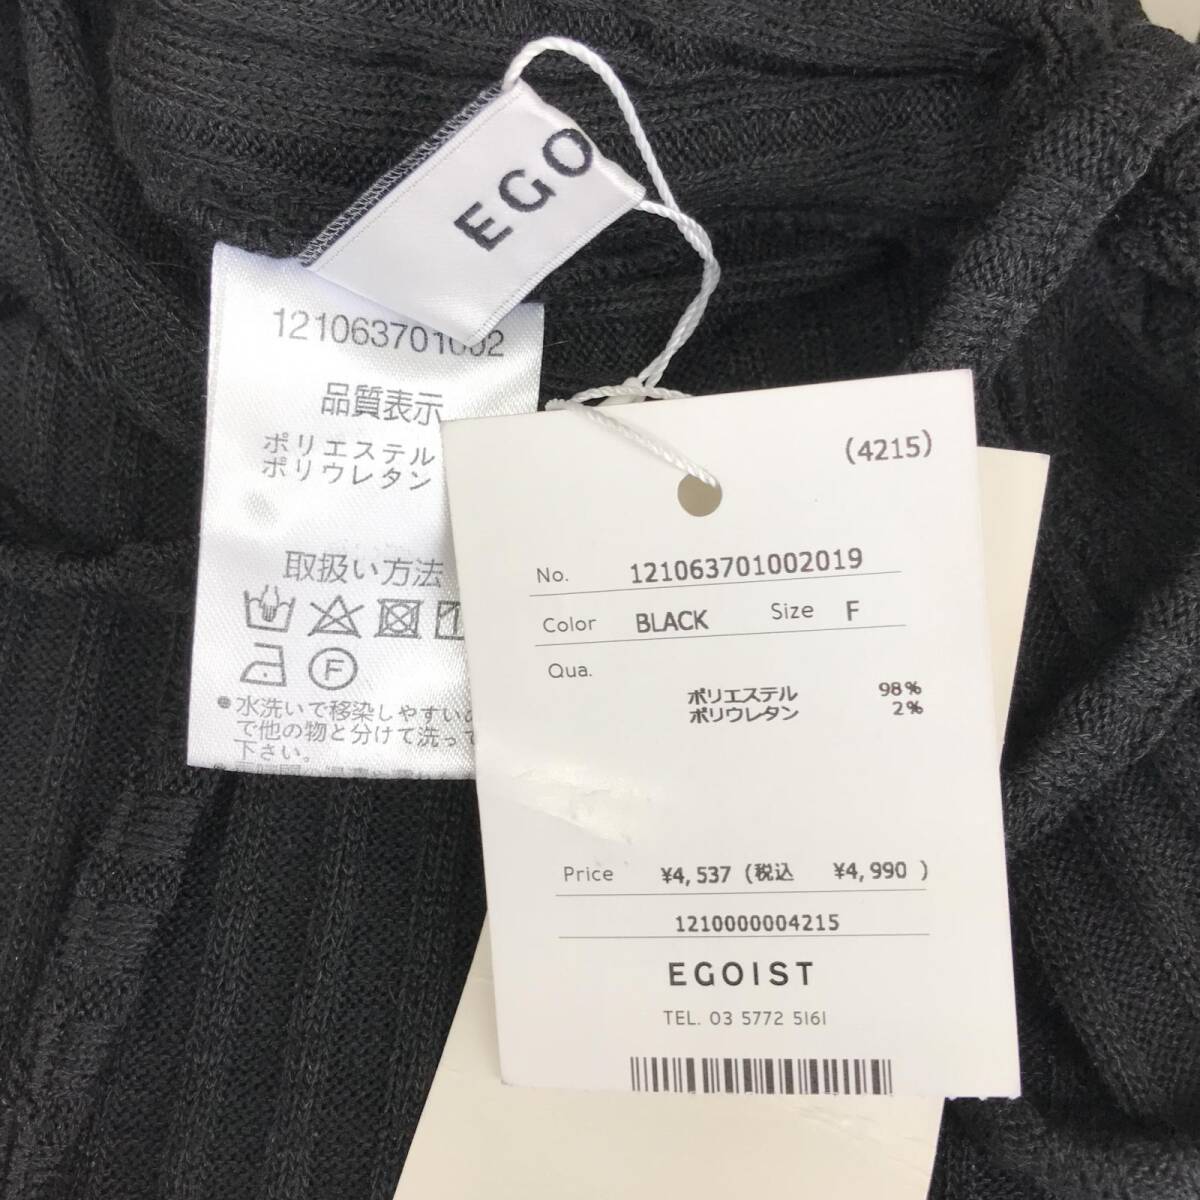 EGO
121063701002
品質表示
ポリエステル
ポリウレタン
取扱い方法
F
●水洗いで移染しやすいの
で他の物と分けて洗って
下さい。
(4215)
No. 121063701002019
Color BLACK Size F
Qua.
ポリエステル 98%
ポリウレタン 2%
Price ¥4,537 (税込 ¥4,990 )
1210000004215
EGOIST
TEL. 03 5772 5161